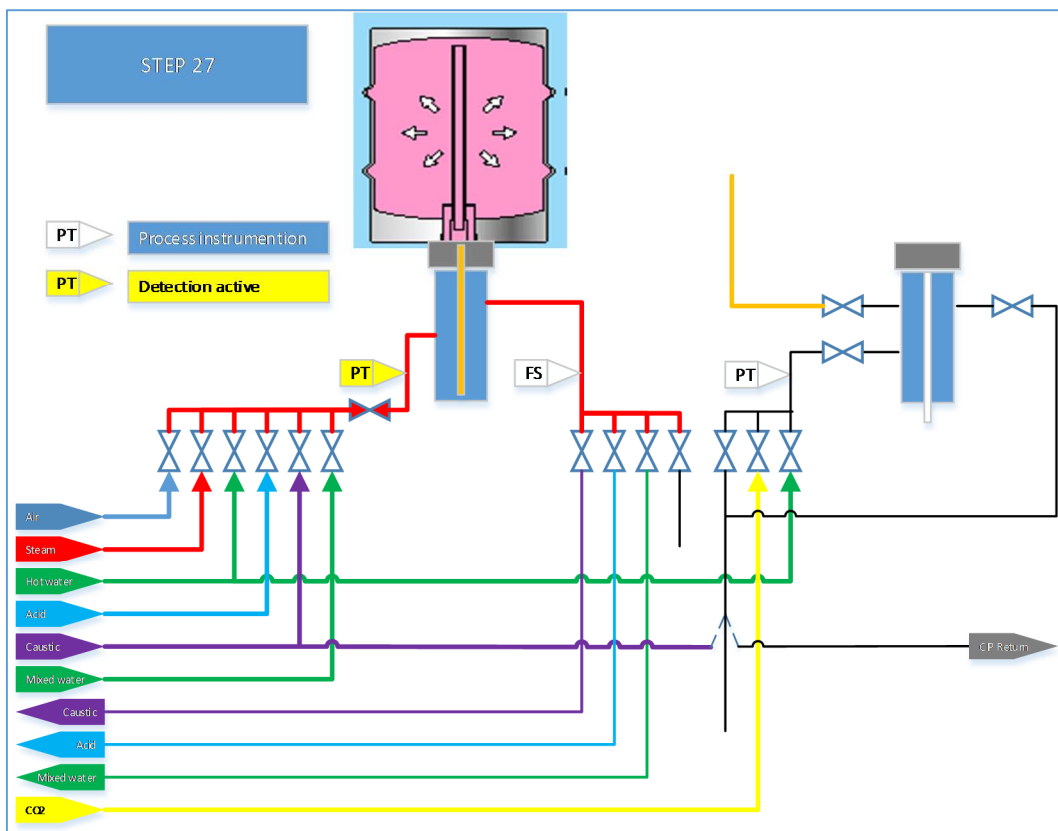 STEP 27
PT
Process instrumention
PT
Detection active
PT
FS
PT
Air
Steam
Hot water
Acid
Caustic
Mixed water
CIP Return
Caustic
Acid
Mixed water
CO2